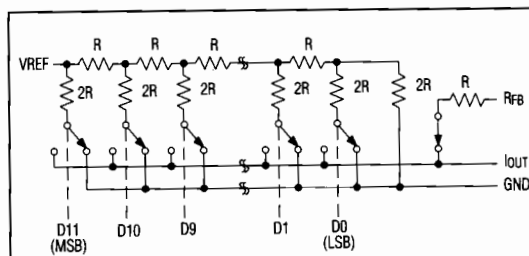 R R R R
VREF R RFB
2R 2R 2R 2R 2R 2R
IOUT
GND
D11 D10 D9 D1 D0
(MSB) (LSB)